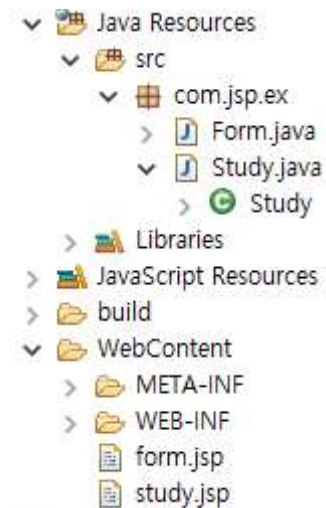 Java Resources
src
com.jsp.ex
Form.java
Study.java
Study
Libraries
JavaScript Resources
build
WebContent
META-INF
WEB-INF
form.jsp
study.jsp